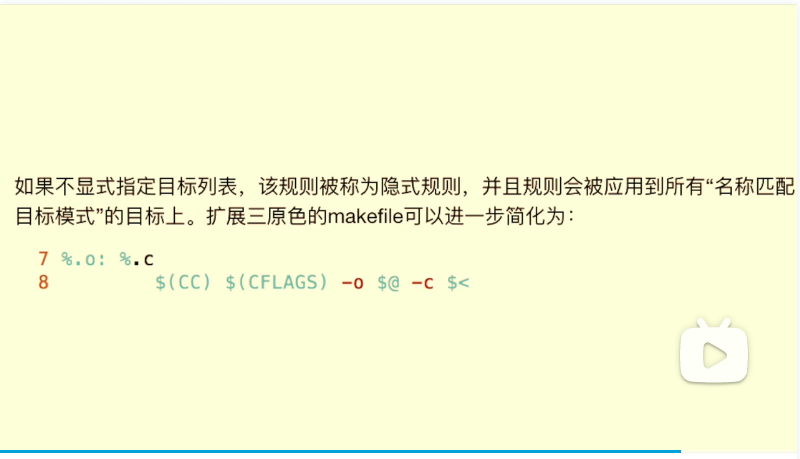 如果不显式指定目标列表，该规则被称为隐式规则，并且规则会被应用到所有“名称匹配
目标模式”的目标上。扩展三原色的makefile可以进一步简化为：
7 %.o: %.c
8 $(CC) $(CFLAGS) -o $@ -c $<